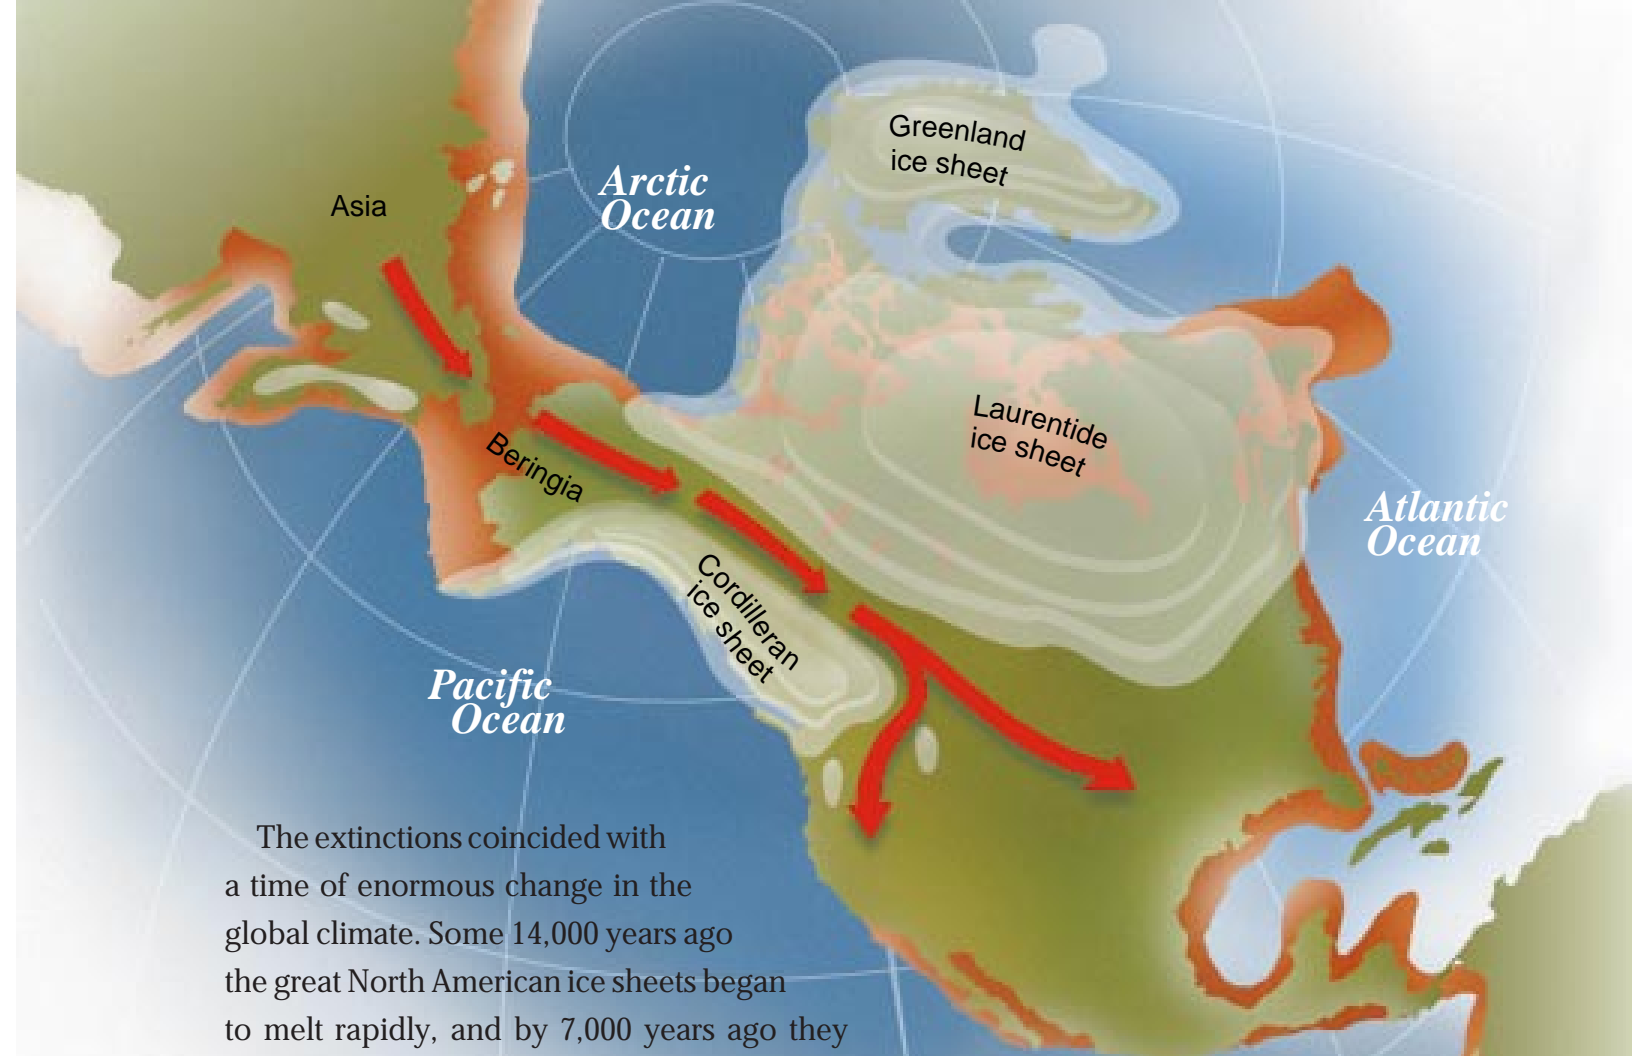 Greenland
ice sheet
Arctic
Ocean
Asia
Laurentide
ice sheet
Beringia
Atlantic
Ocean
Cordilleran
ice sheet
Pacific
Ocean
The extinctions coincided with
a time of enormous change in the
global climate. Some 14,000 years ago
the great North American ice sheets began
to melt rapidly, and by 7,000 years ago they